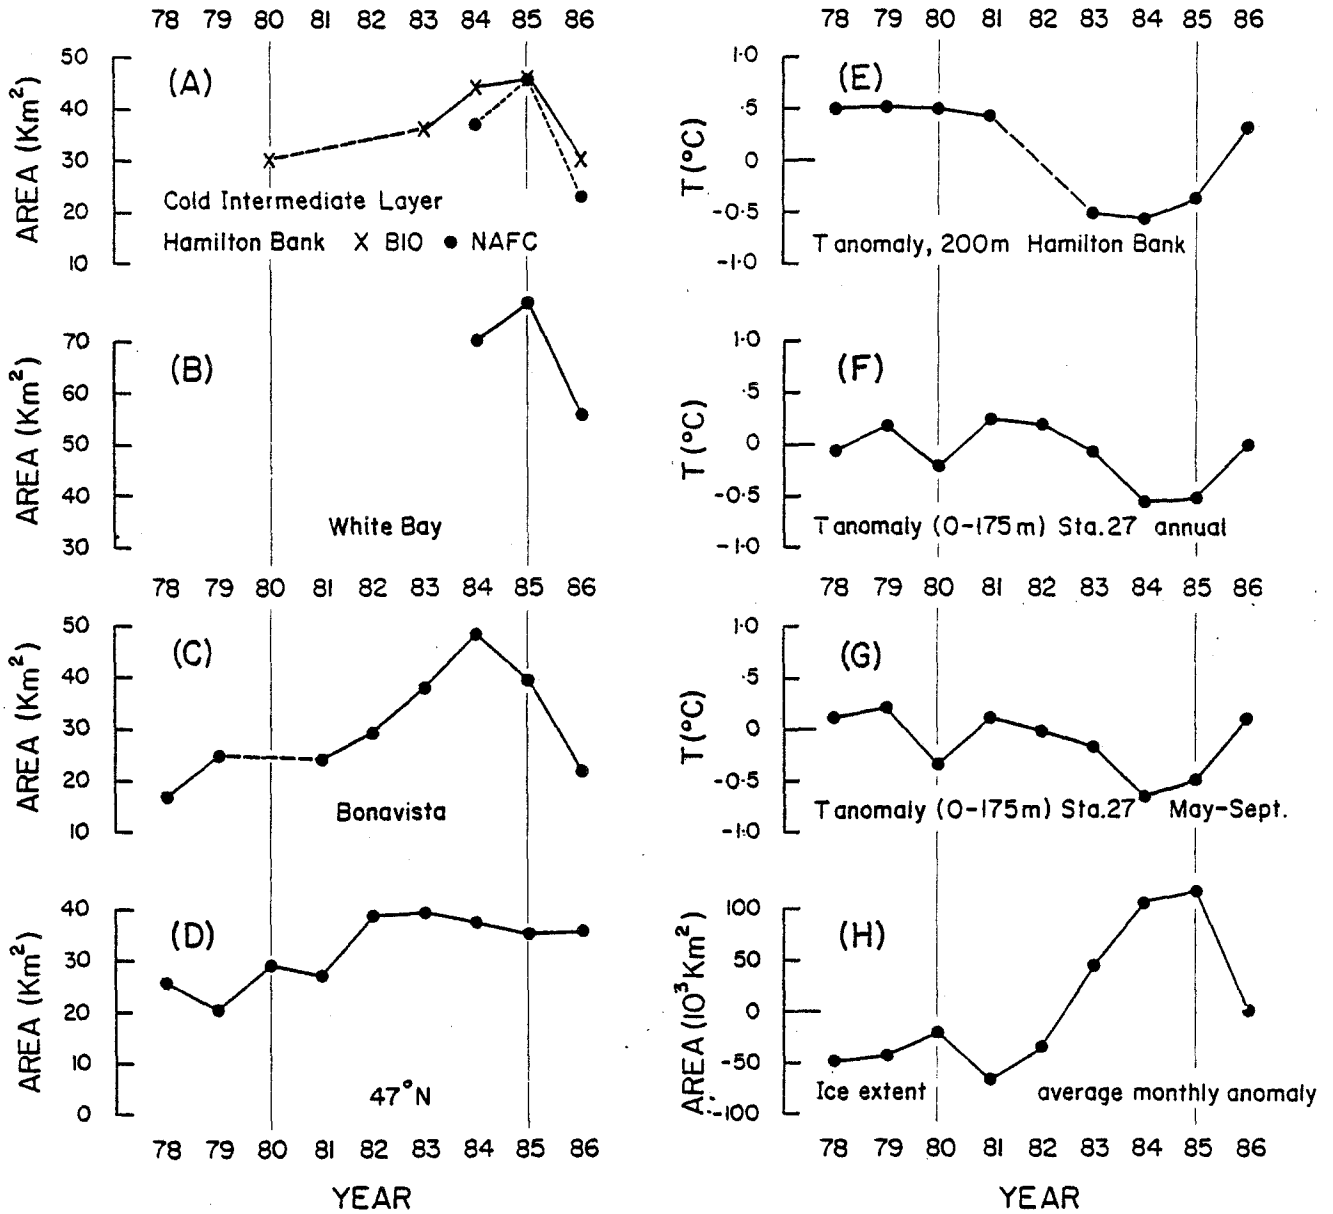 78 79 80 81 82 83 84 85 86
AREA (Km²)
50
40
30
20
10
(A)
Cold Intermediate Layer
Hamilton Bank X BIO ● NAFC
AREA (Km²)
70
60
50
40
30
(B)
White Bay
78 79 80 81 82 83 84 85 86
AREA (Km²)
50
40
30
20
10
(C)
Bonavista
AREA (Km²)
40
30
20
10
0
(D)
47°N
78 79 80 81 82 83 84 85 86
YEAR
78 79 80 81 82 83 84 85 86
T(°C)
1·0
·5
0
-0·5
-1·0
(E)
T anomaly, 200m Hamilton Bank
T(°C)
1·0
·5
0
-0·5
-1·0
(F)
T anomaly (0-175m) Sta.27 annual
78 79 80 81 82 83 84 85 86
T(°C)
1·0
·5
0
-0·5
-1·0
(G)
T anomaly (0-175m) Sta.27 May-Sept.
AREA (10³Km²)
100
50
0
-50
-100
(H)
Ice extent average monthly anomaly
78 79 80 81 82 83 84 85 86
YEAR